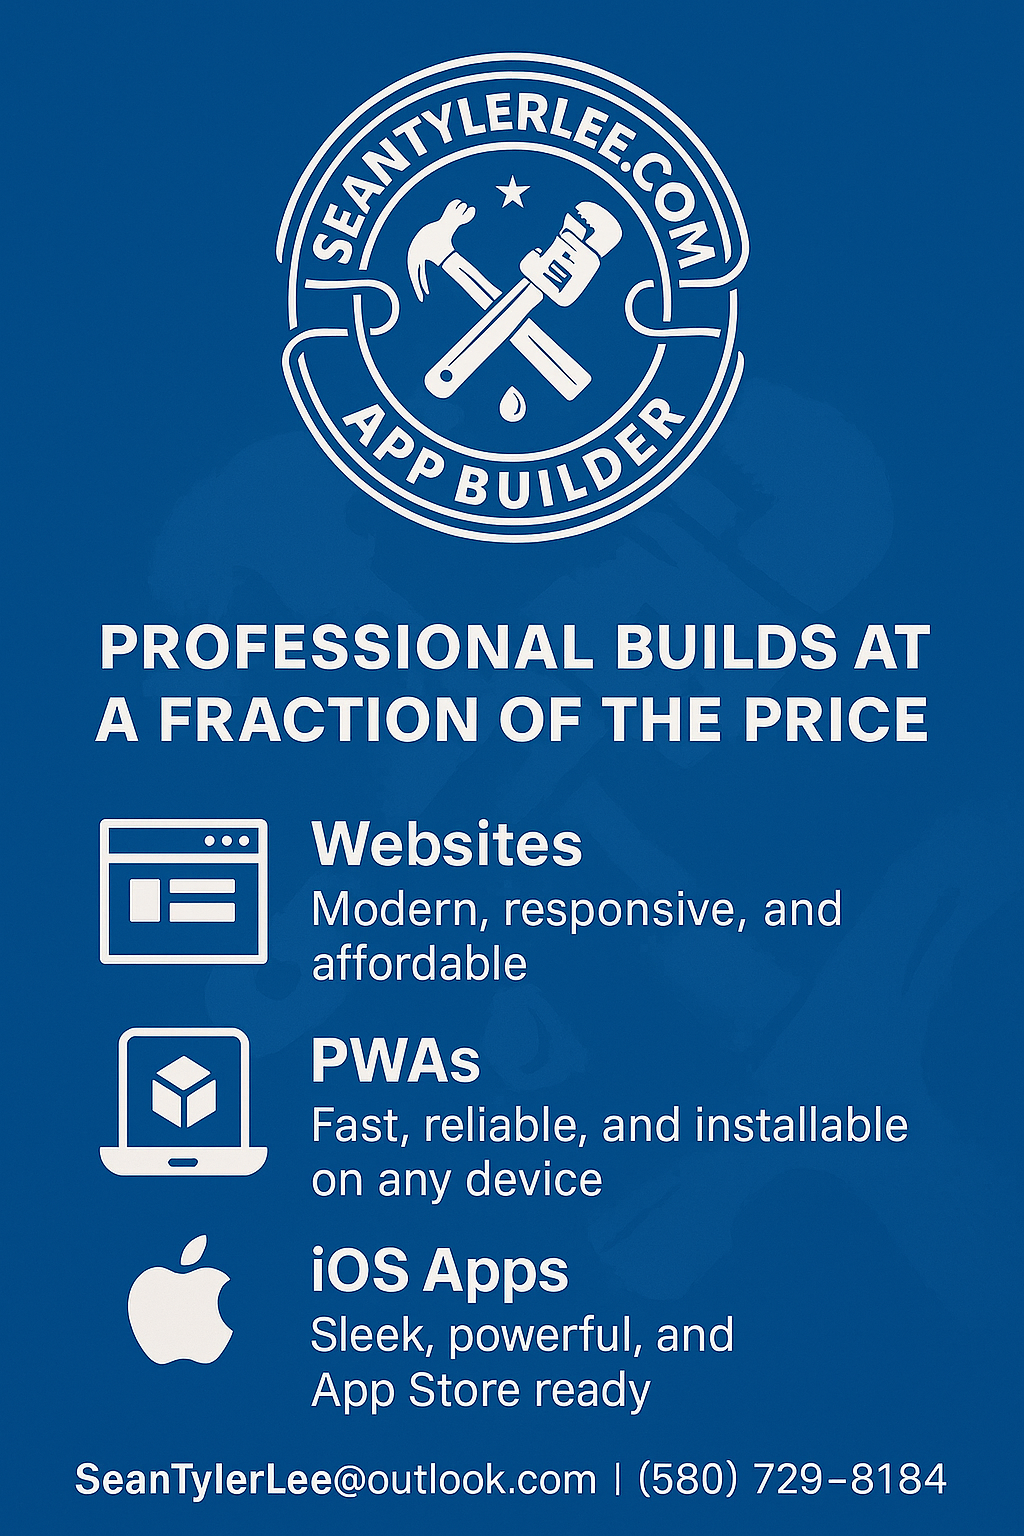 SEANTYLERLEE.COM
APP BUILDER
PROFESSIONAL BUILDS AT
A FRACTION OF THE PRICE
Websites
Modern, responsive, and
affordable
PWAs
Fast, reliable, and installable
on any device
iOS Apps
Sleek, powerful, and
App Store ready
SeanTylerLee@outlook.com | (580) 729-8184